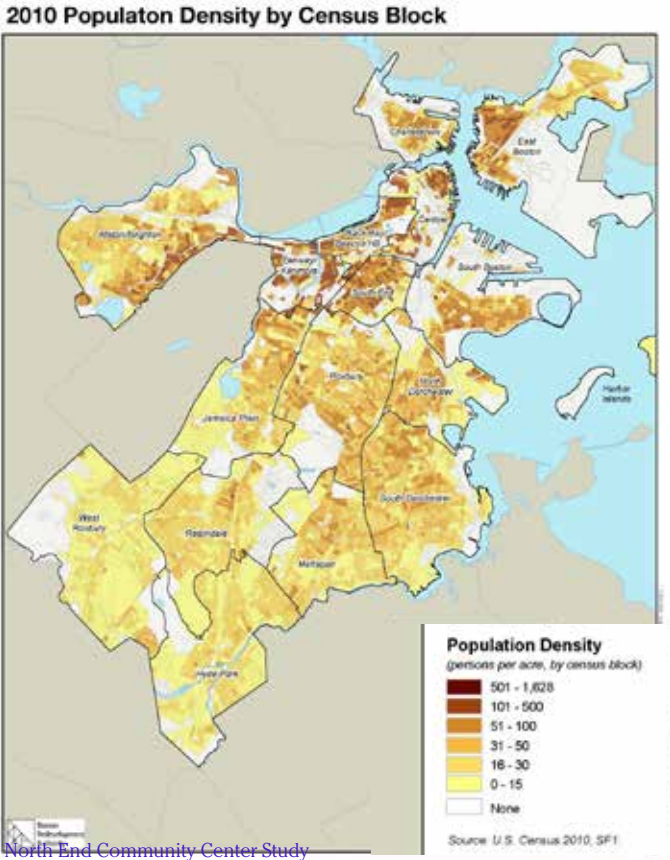 2010 Populaton Density by Census Block
Charlestown
East
Boston
Allston/Brighton
Central
Back Bay/
Beacon Hill
Fenway/
Kenmore
South End
South Boston
Roxbury
North
Dorchester
Harbor
Islands
Jamaica Plain
South Dorchester
West
Roxbury
Roslindale
Mattapan
Hyde Park
Population Density
(persons per acre, by census block)
501 - 1,628
101 - 500
51 - 100
31 - 50
16 - 30
0 - 15
None
Boston
Redevelopment
Source: U.S. Census 2010, SF1
North End Community Center Study